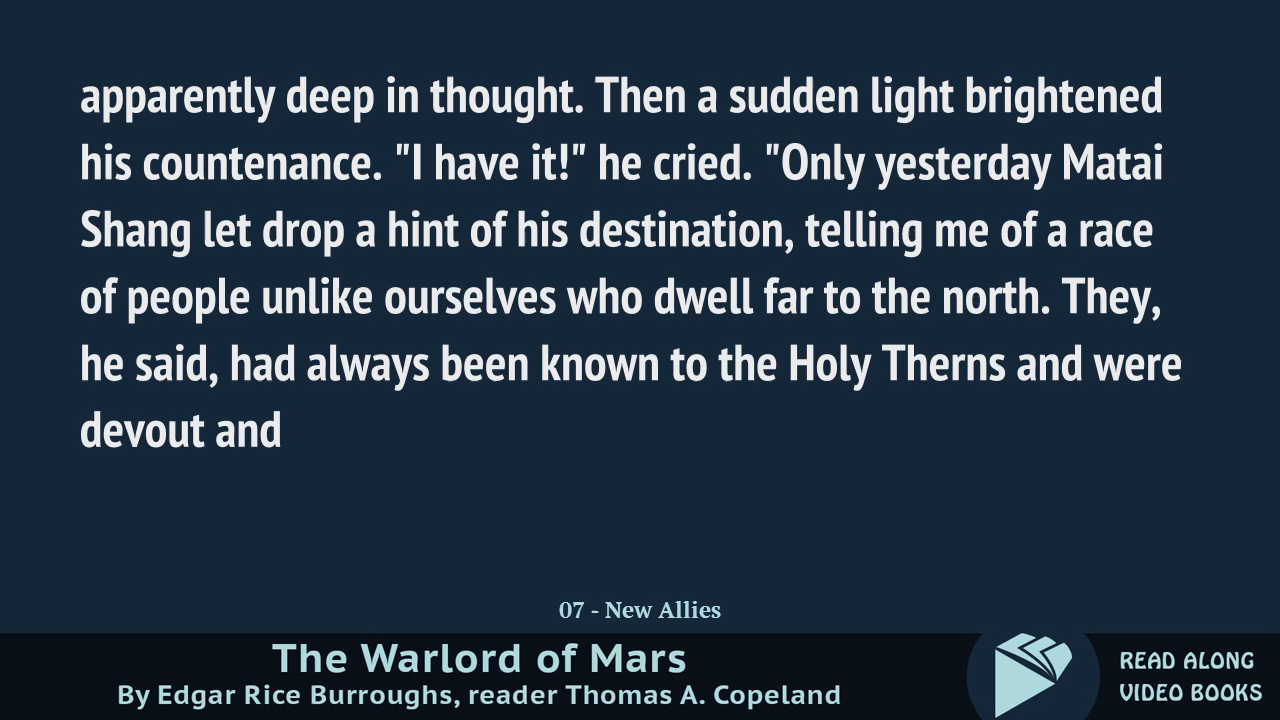 apparently deep in thought. Then a sudden light brightened
his countenance. "I have it!" he cried. "Only yesterday Matai
Shang let drop a hint of his destination, telling me of a race
of people unlike ourselves who dwell far to the north. They,
he said, had always been known to the Holy Therns and were
devout and
07 - New Allies
The Warlord of Mars
By Edgar Rice Burroughs, reader Thomas A. Copeland
READ ALONG
VIDEO BOOKS